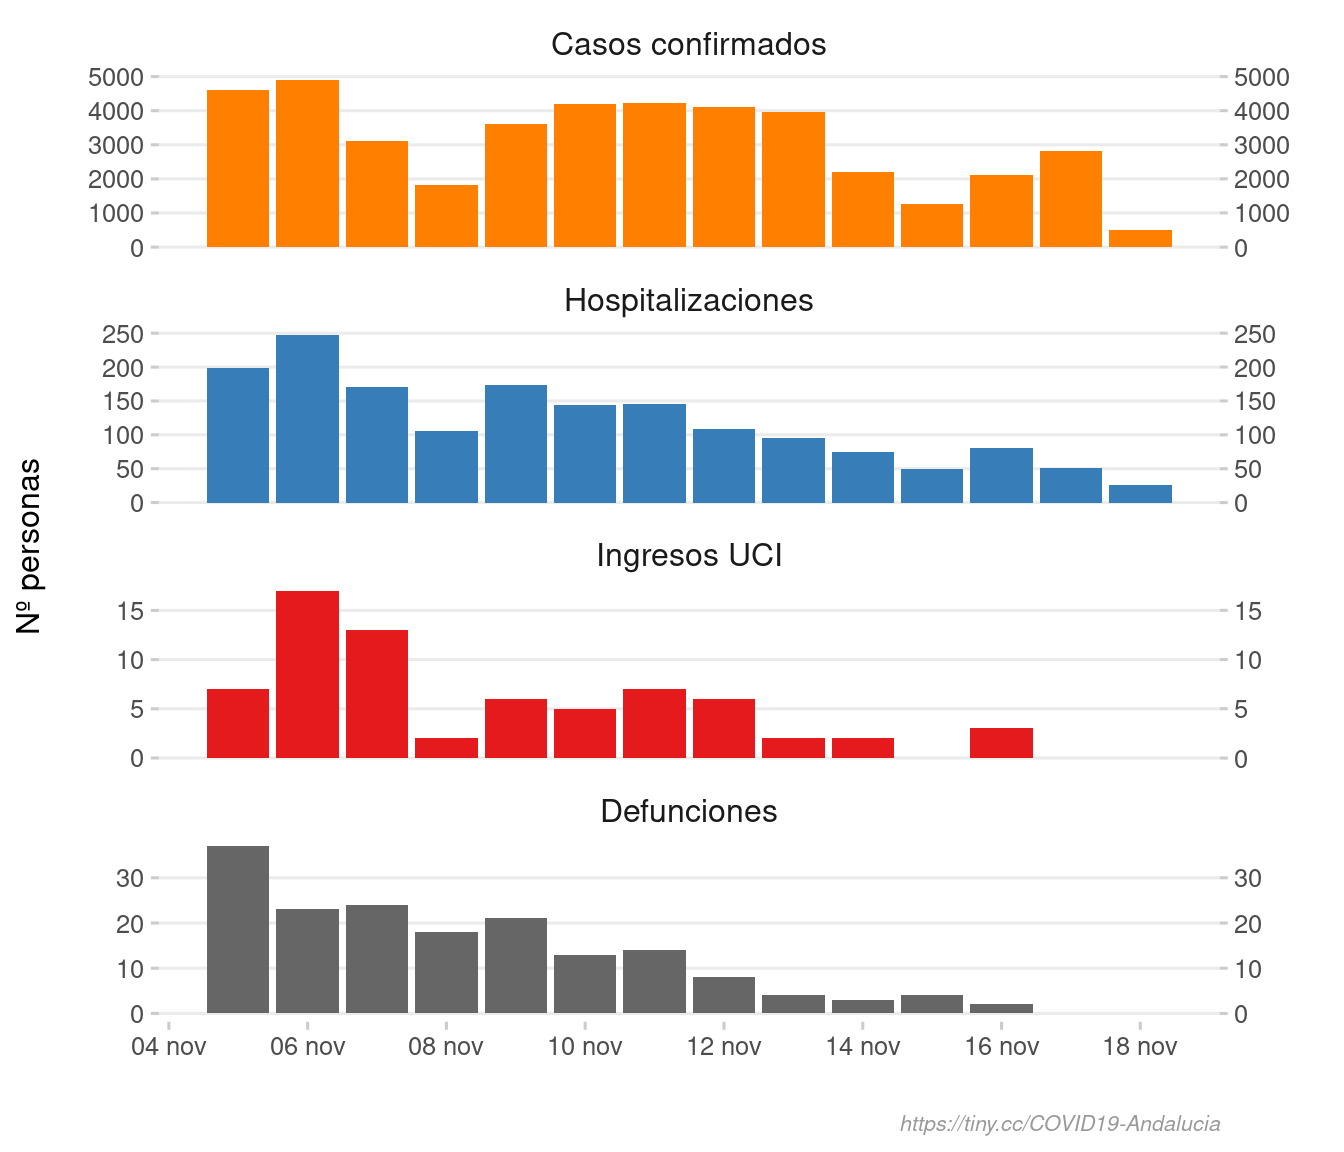 Casos confirmados
5000 5000
4000 4000
3000 3000
2000 2000
1000 1000
0 0
Hospitalizaciones
250 250
200 200
150 150
100 100
50 50
0 0
Nº personas
Ingresos UCI
15 15
10 10
5 5
0 0
Defunciones
30 30
20 20
10 10
0 0
04 nov 06 nov 08 nov 10 nov 12 nov 14 nov 16 nov 18 nov
https://tiny.cc/COVID19-Andalucia